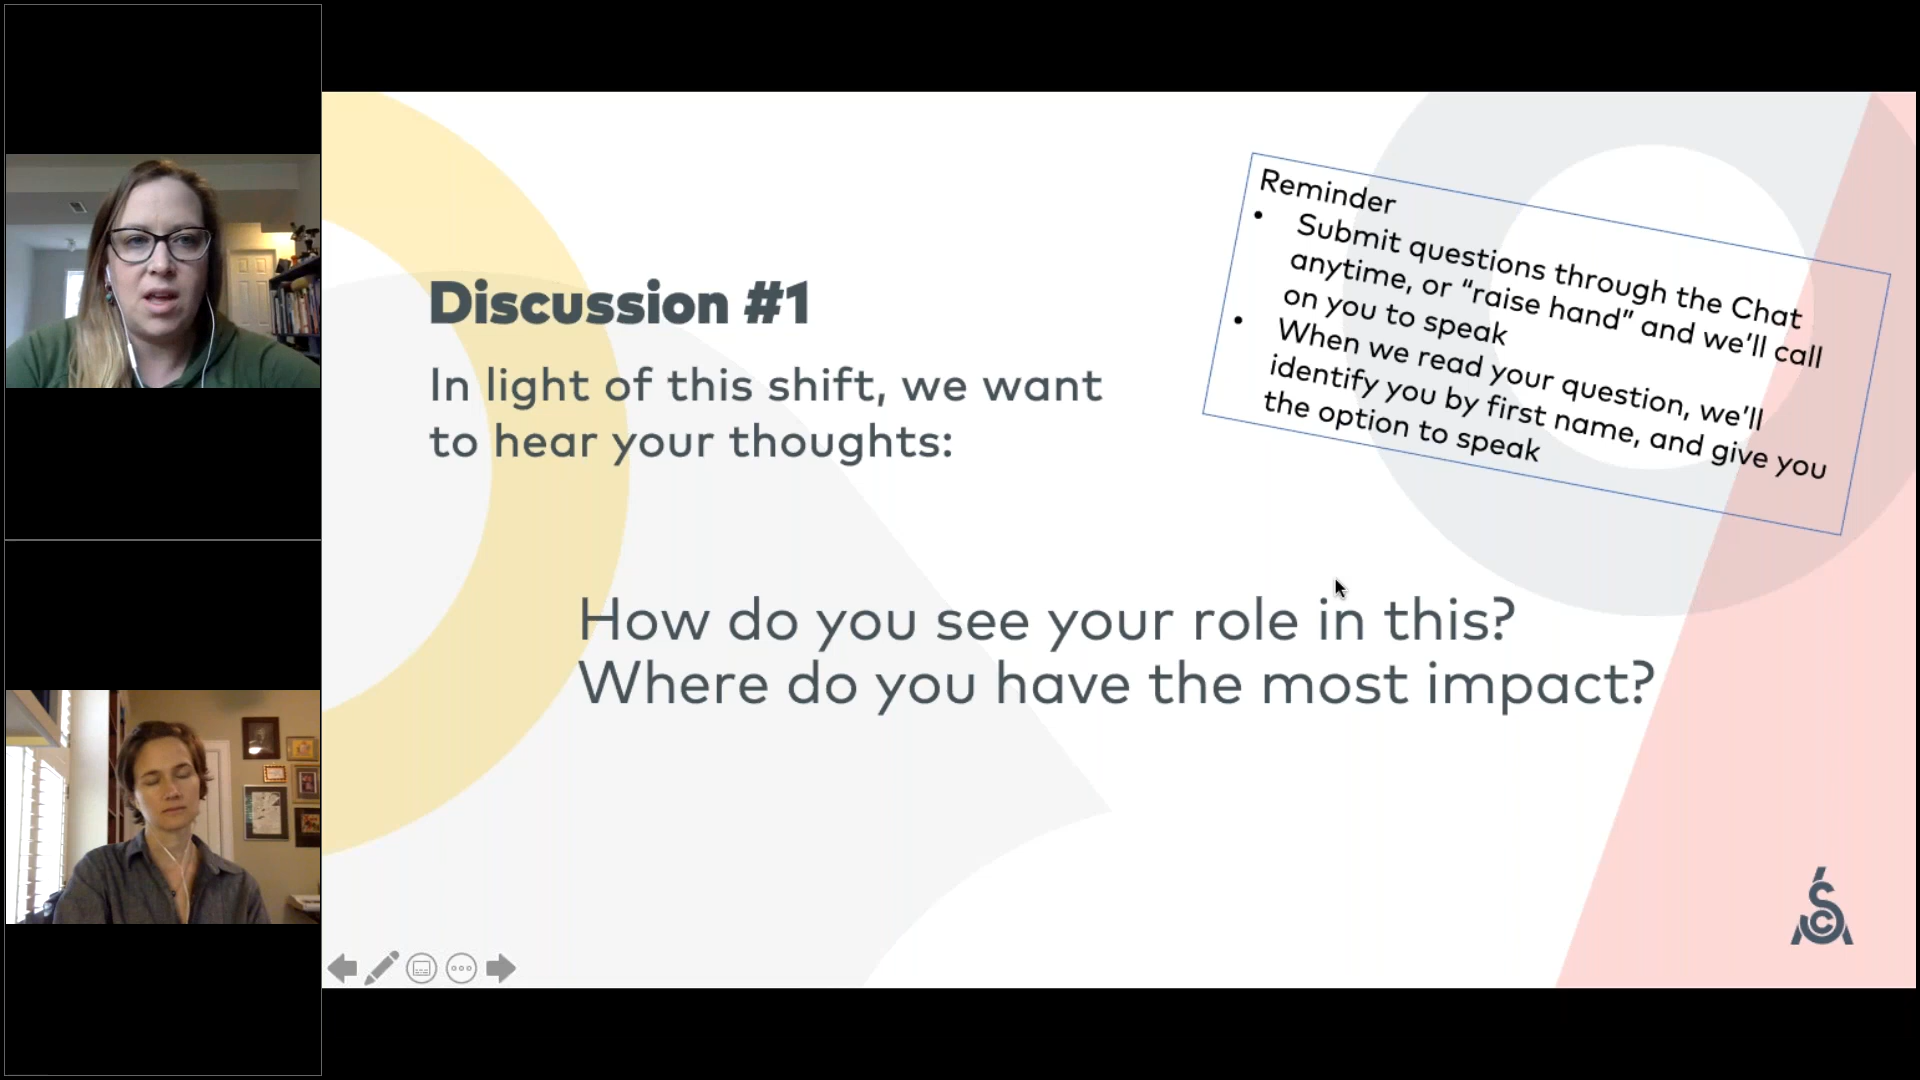 Discussion #1
In light of this shift, we want
to hear your thoughts:
Reminder
• Submit questions through the Chat
anytime, or “raise hand” and we’ll call
on you to speak
• When we read your question, we’ll
identify you by first name, and give you
the option to speak
How do you see your role in this?
Where do you have the most impact?